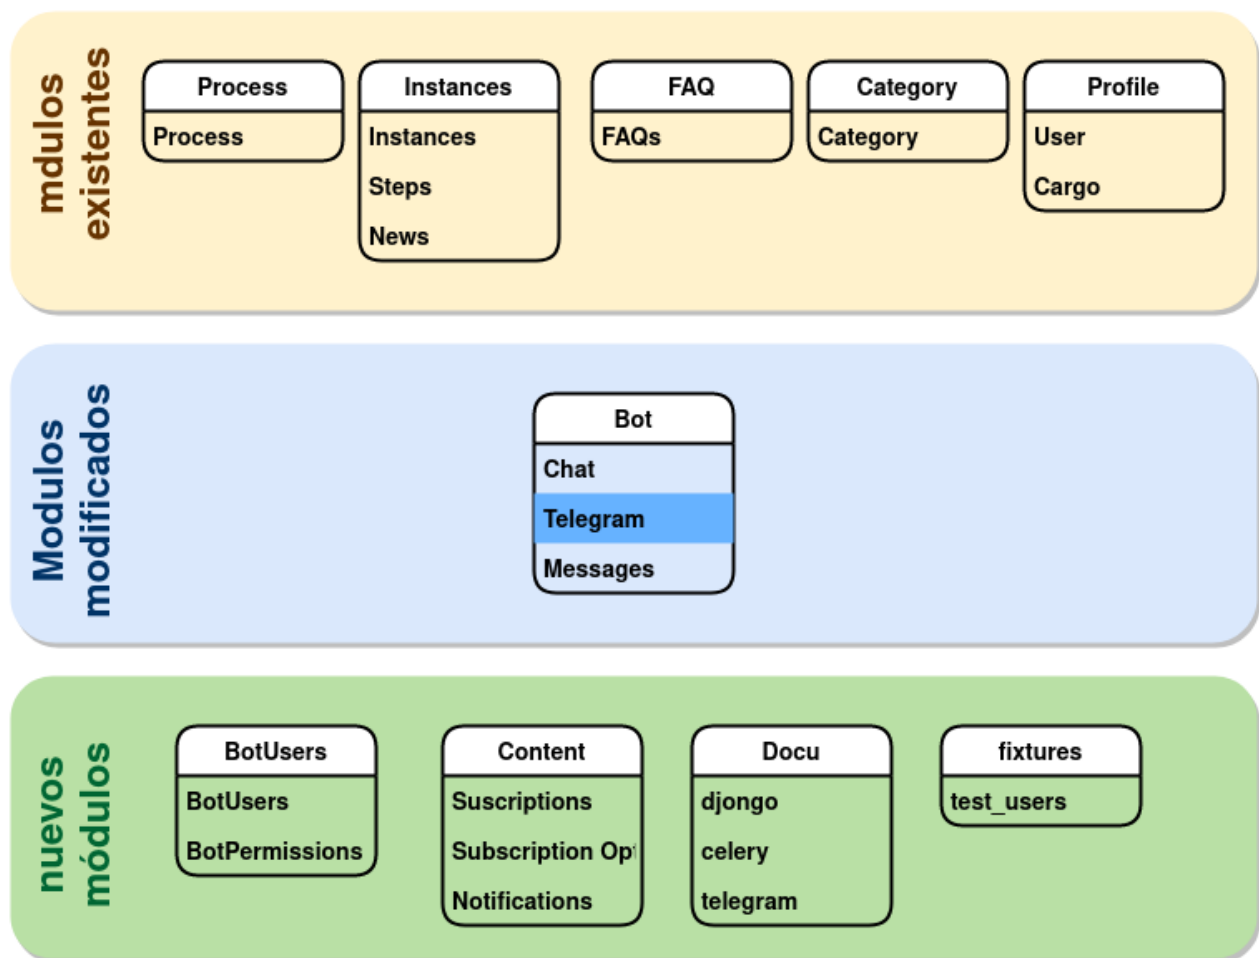 mdulos
existentes
Process
Process
Instances
Instances
Steps
News
FAQ
FAQs
Category
Category
Profile
User
Cargo
Modulos
modificados
Bot
Chat
Telegram
Messages
nuevos
módulos
BotUsers
BotUsers
BotPermissions
Content
Suscriptions
Subscription Opt
Notifications
Docu
djongo
celery
telegram
fixtures
test_users